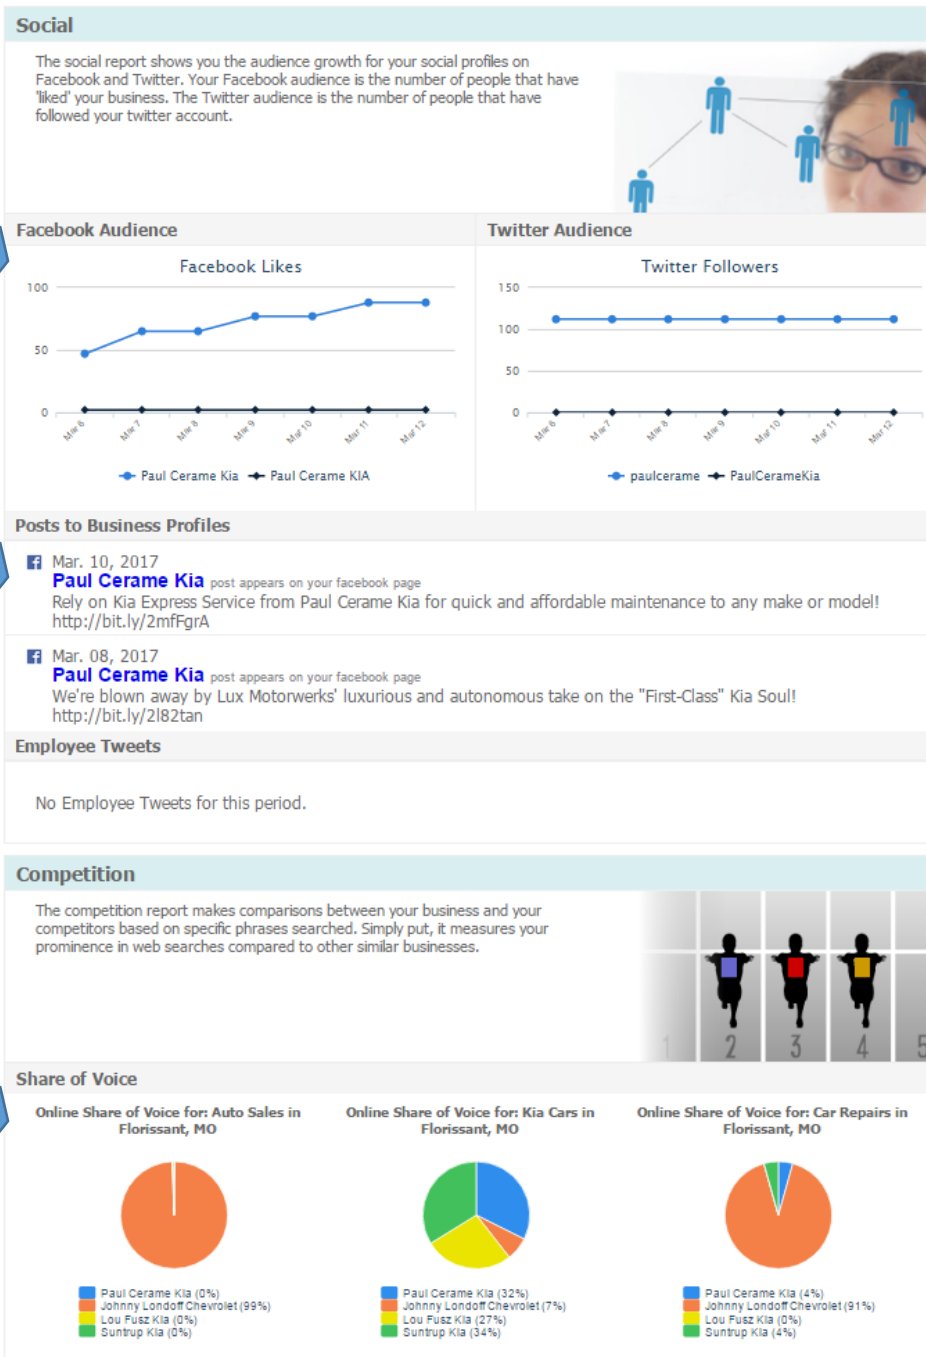 Social
The social report shows you the audience growth for your social profiles on
Facebook and Twitter. Your Facebook audience is the number of people that have
'liked' your business. The Twitter audience is the number of people that have
followed your twitter account.
Facebook Audience
Facebook Likes
100
50
0
Mar 6
Mar 7
Mar 8
Mar 9
Mar 10
Mar 11
Mar 12
Paul Cerame Kia
Paul Cerame KIA
Twitter Audience
Twitter Followers
150
100
50
0
Mar 6
Mar 7
Mar 8
Mar 9
Mar 10
Mar 11
Mar 12
paulcerame
PaulCerameKia
Posts to Business Profiles
Mar. 10, 2017
Paul Cerame Kia post appears on your facebook page
Rely on Kia Express Service from Paul Cerame Kia for quick and affordable maintenance to any make or model!
http://bit.ly/2mfFgrA
Mar. 08, 2017
Paul Cerame Kia post appears on your facebook page
We're blown away by Lux Motorwerks' luxurious and autonomous take on the "First-Class" Kia Soul!
http://bit.ly/2l82tan
Employee Tweets
No Employee Tweets for this period.
Competition
The competition report makes comparisons between your business and your
competitors based on specific phrases searched. Simply put, it measures your
prominence in web searches compared to other similar businesses.
1 2 3 4 5
Share of Voice
Online Share of Voice for: Auto Sales in
Florissant, MO
Paul Cerame Kia (0%)
Johnny Londoff Chevrolet (99%)
Lou Fusz Kia (0%)
Suntrup Kia (0%)
Online Share of Voice for: Kia Cars in
Florissant, MO
Paul Cerame Kia (32%)
Johnny Londoff Chevrolet (7%)
Lou Fusz Kia (27%)
Suntrup Kia (34%)
Online Share of Voice for: Car Repairs in
Florissant, MO
Paul Cerame Kia (4%)
Johnny Londoff Chevrolet (91%)
Lou Fusz Kia (0%)
Suntrup Kia (4%)